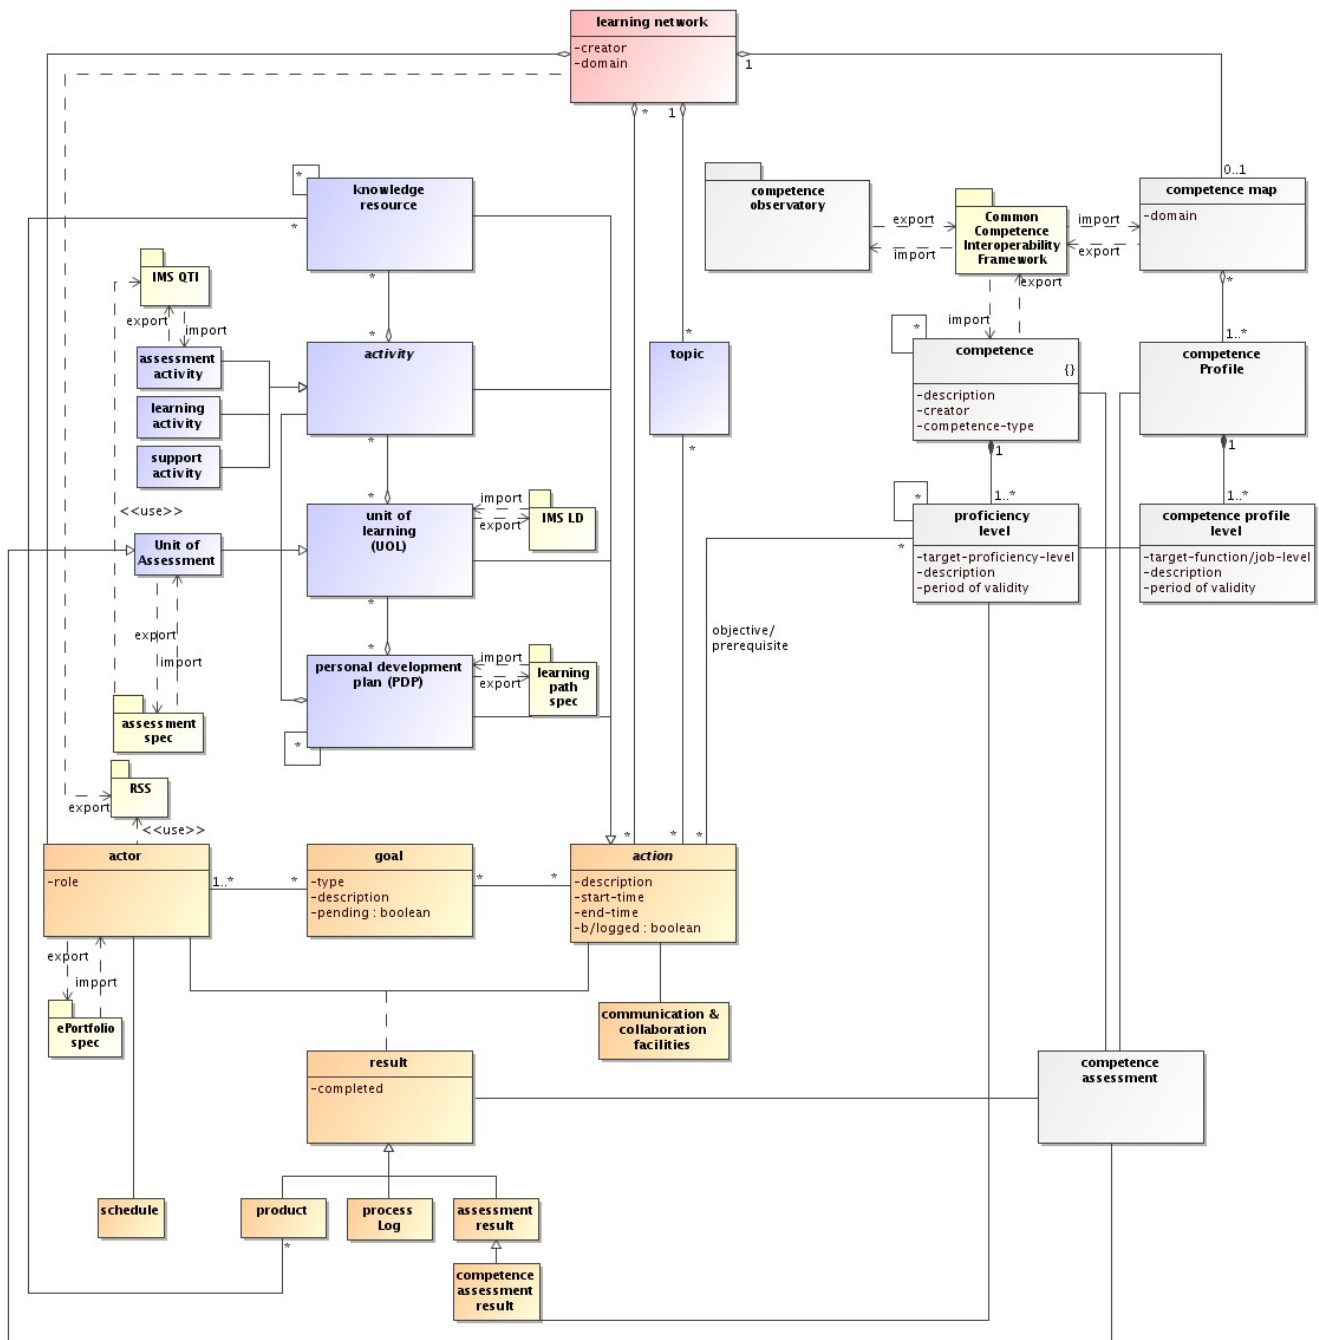 learning network
-creator
-domain
1
*
1
0..1
*
knowledge
resource
*
*
competence
observatory
export
import
Common
Competence
Interoperability
Framework
import
export
competence map
-domain
*
IMS QTI
export
import
import
export
*
activity
assessment
activity
learning
activity
support
activity
*
topic
*
*
*
competence
{}
-description
-creator
-competence-type
1
1..*
competence
Profile
1
1..*
<<use>>
*
unit of
learning
(UOL)
*
import
export
IMS LD
Unit of
Assessment
export
import
*
proficiency
level
-target-proficiency-level
-description
-period of validity
*
1..*
competence profile
level
-target-function/job-level
-description
-period of validity
objective/
prerequisite
*
personal development
plan (PDP)
*
import
export
learning
path
spec
assessment
spec
RSS
export
<<use>>
*
*
*
actor
-role
1..*
*
goal
-type
-description
-pending : boolean
*
*
action
-description
-start-time
-end-time
-b/logged : boolean
export
import
ePortfolio
spec
communication &
collaboration
facilities
result
-completed
competence
assessment
schedule
product
*
process
Log
assessment
result
competence
assessment
result